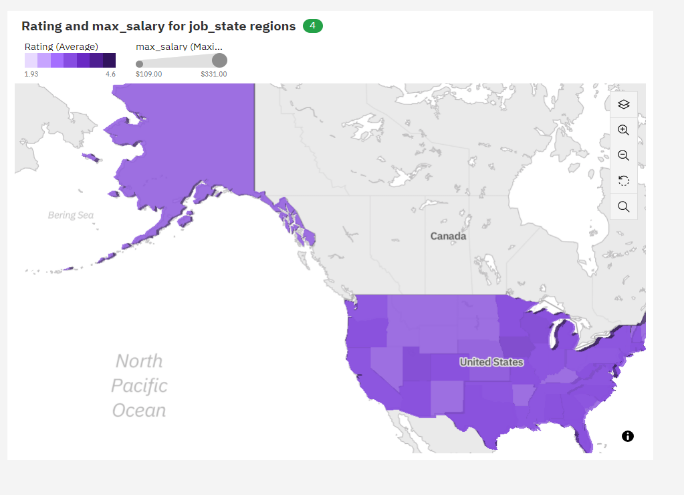 Rating and max_salary for job_state regions 4
Rating (Average) max_salary (Maxi...
1.93 4.6 $109.00 $331.00
Bering Sea
Canada
North
Pacific
Ocean
United States